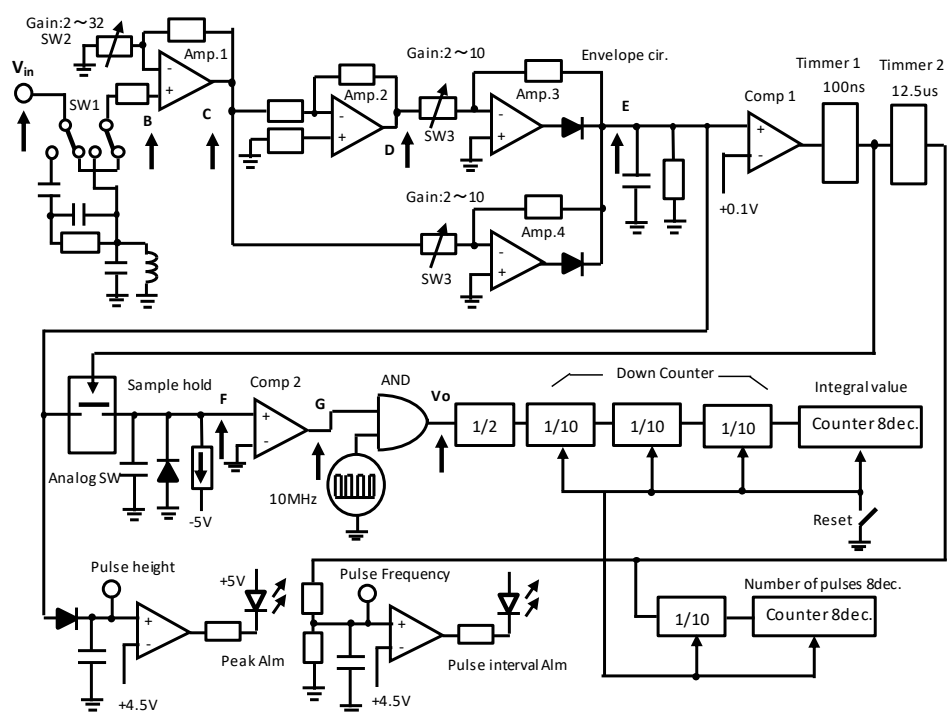 Gain:2～32
SW2
Amp.1
Vin
SW1
B
C
Gain:2～10
Amp.2
D
SW3
Amp.3
Envelope cir.
E
Comp 1
Timmer 1
100ns
Timmer 2
12.5us
+0.1V
Gain:2～10
Amp.4
SW3
- + - + - + - + + -
Sample hold
F
Comp 2
G
AND
Vo
Down Counter
Integral value
1/2
1/10
1/10
1/10
Counter 8dec.
Analog SW
-5V
10MHz
Reset
+ -
Pulse height
+5V
Pulse Frequency
Number of pulses 8dec.
1/10
Counter 8dec.
+ - + -
Peak Alm
Pulse interval Alm
+4.5V
+4.5V